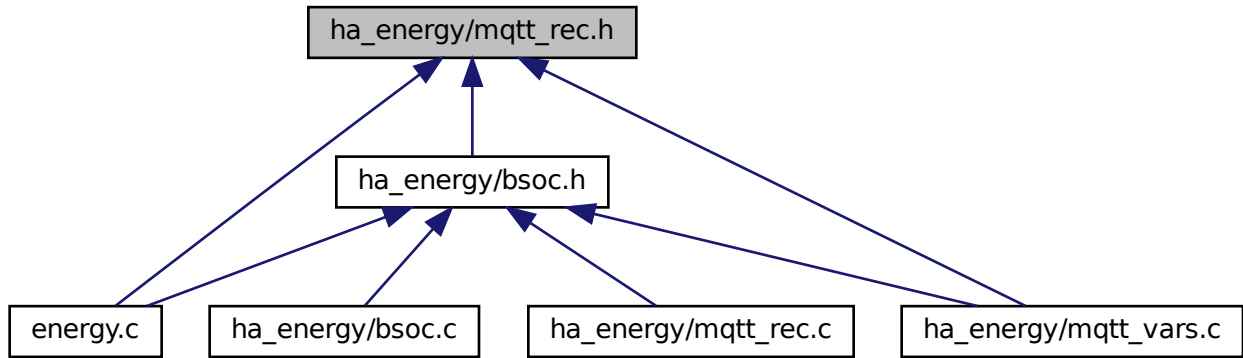 ha_energy/mqtt_rec.h
ha_energy/bsoc.h
energy.c
ha_energy/bsoc.c
ha_energy/mqtt_rec.c
ha_energy/mqtt_vars.c